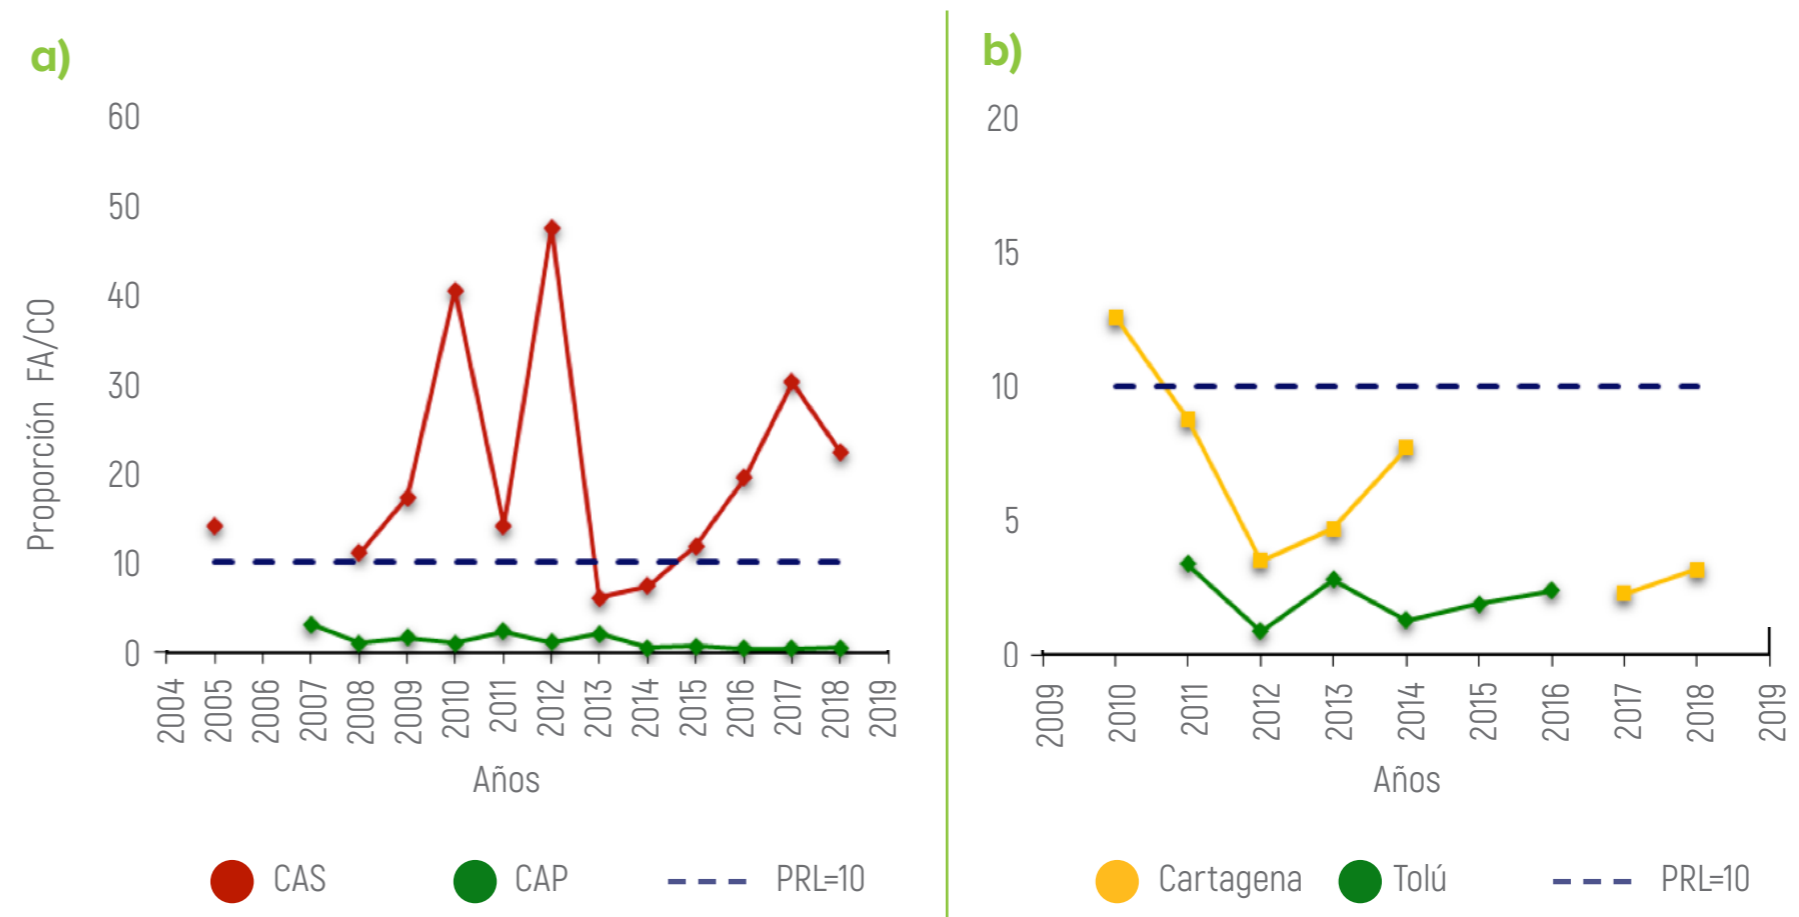 a)
60
50
40
30
20
10
0
Proporción FA/CO
2004 2005 2006 2007 2008 2009 2010 2011 2012 2013 2014 2015 2016 2017 2018 2019
Años
CAS CAP PRL=10
b)
20
15
10
5
0
2009 2010 2011 2012 2013 2014 2015 2016 2017 2018 2019
Años
Cartagena Tolú PRL=10